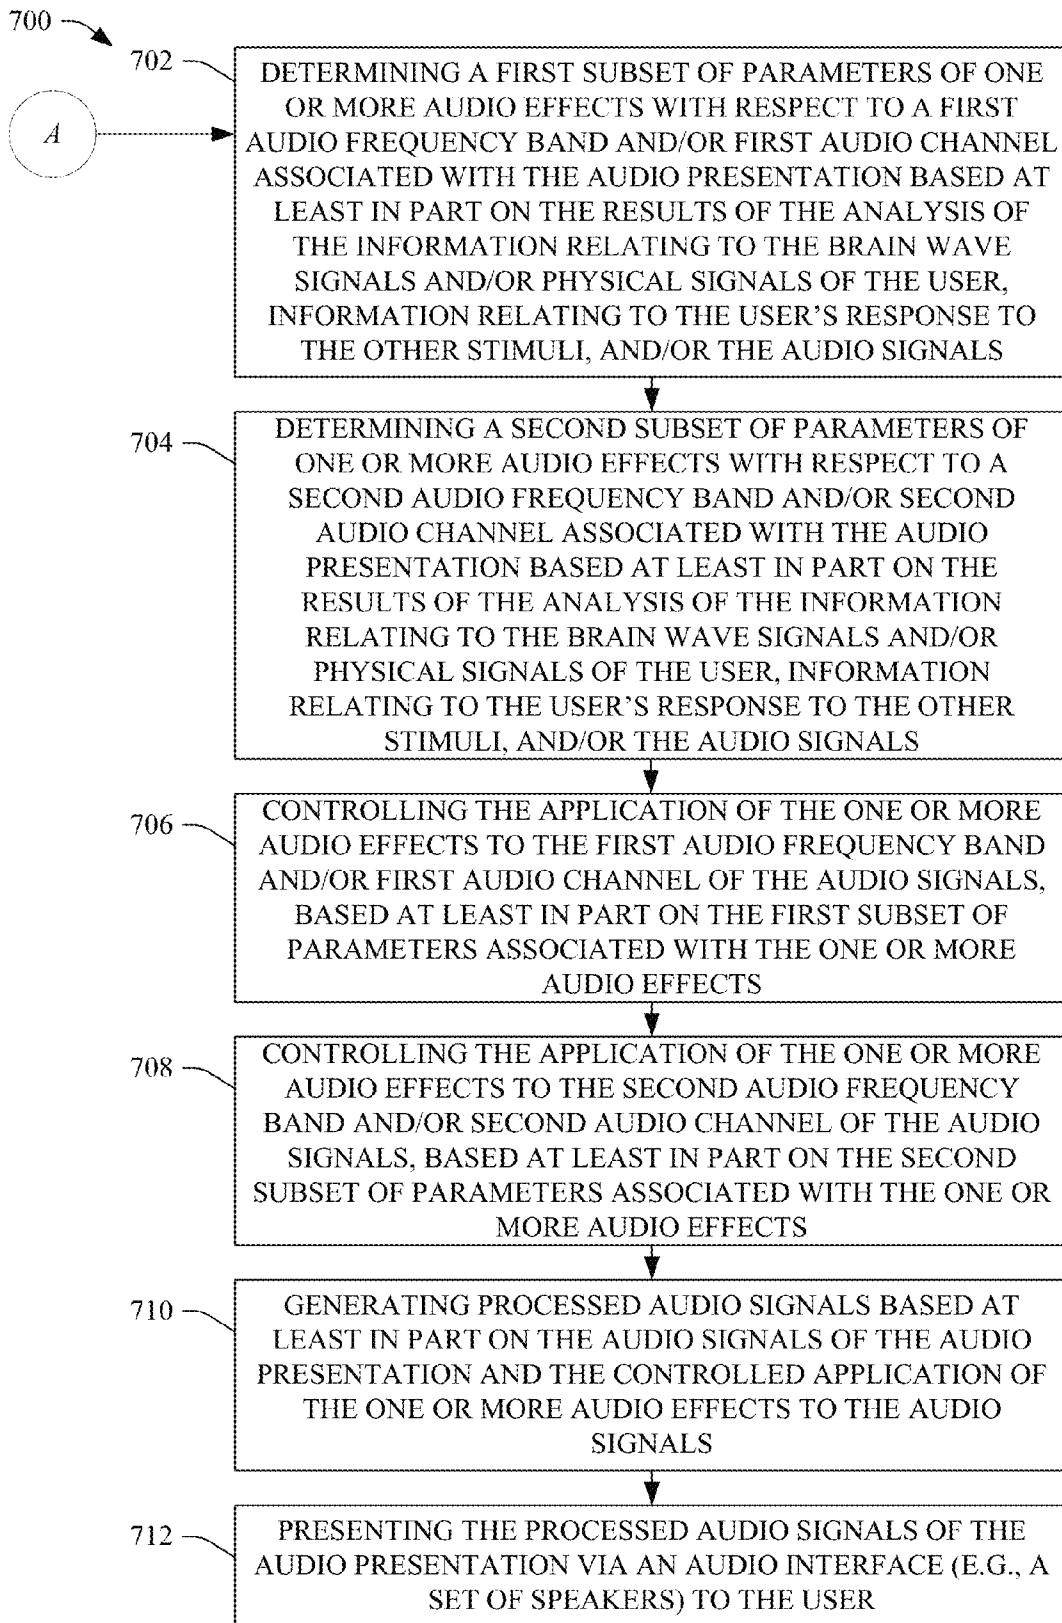 700
702
DETERMINING A FIRST SUBSET OF PARAMETERS OF ONE
OR MORE AUDIO EFFECTS WITH RESPECT TO A FIRST
AUDIO FREQUENCY BAND AND/OR FIRST AUDIO CHANNEL
ASSOCIATED WITH THE AUDIO PRESENTATION BASED AT
LEAST IN PART ON THE RESULTS OF THE ANALYSIS OF
THE INFORMATION RELATING TO THE BRAIN WAVE
SIGNALS AND/OR PHYSICAL SIGNALS OF THE USER,
INFORMATION RELATING TO THE USER'S RESPONSE TO
THE OTHER STIMULI, AND/OR THE AUDIO SIGNALS
A
704
DETERMINING A SECOND SUBSET OF PARAMETERS OF
ONE OR MORE AUDIO EFFECTS WITH RESPECT TO A
SECOND AUDIO FREQUENCY BAND AND/OR SECOND
AUDIO CHANNEL ASSOCIATED WITH THE AUDIO
PRESENTATION BASED AT LEAST IN PART ON THE
RESULTS OF THE ANALYSIS OF THE INFORMATION
RELATING TO THE BRAIN WAVE SIGNALS AND/OR
PHYSICAL SIGNALS OF THE USER, INFORMATION
RELATING TO THE USER'S RESPONSE TO THE OTHER
STIMULI, AND/OR THE AUDIO SIGNALS
706
CONTROLLING THE APPLICATION OF THE ONE OR MORE
AUDIO EFFECTS TO THE FIRST AUDIO FREQUENCY BAND
AND/OR FIRST AUDIO CHANNEL OF THE AUDIO SIGNALS,
BASED AT LEAST IN PART ON THE FIRST SUBSET OF
PARAMETERS ASSOCIATED WITH THE ONE OR MORE
AUDIO EFFECTS
708
CONTROLLING THE APPLICATION OF THE ONE OR MORE
AUDIO EFFECTS TO THE SECOND AUDIO FREQUENCY
BAND AND/OR SECOND AUDIO CHANNEL OF THE AUDIO
SIGNALS, BASED AT LEAST IN PART ON THE SECOND
SUBSET OF PARAMETERS ASSOCIATED WITH THE ONE OR
MORE AUDIO EFFECTS
710
GENERATING PROCESSED AUDIO SIGNALS BASED AT
LEAST IN PART ON THE AUDIO SIGNALS OF THE AUDIO
PRESENTATION AND THE CONTROLLED APPLICATION OF
THE ONE OR MORE AUDIO EFFECTS TO THE AUDIO
SIGNALS
712
PRESENTING THE PROCESSED AUDIO SIGNALS OF THE
AUDIO PRESENTATION VIA AN AUDIO INTERFACE (E.G., A
SET OF SPEAKERS) TO THE USER